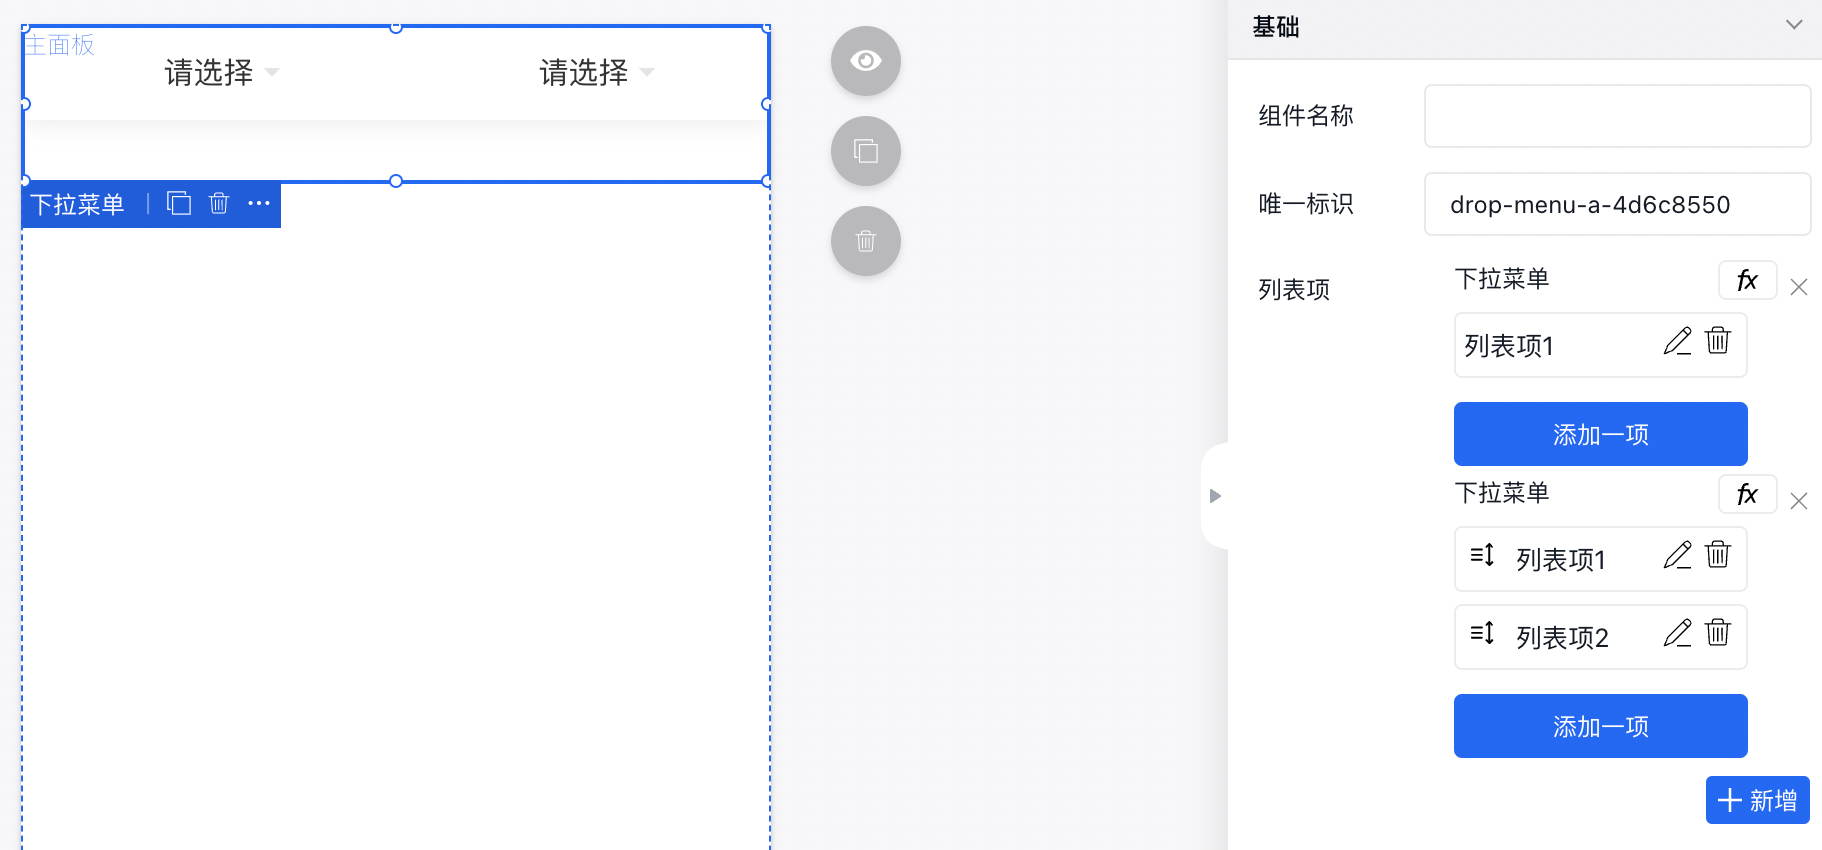 主面板
请选择
请选择
下拉菜单
基础
组件名称
唯一标识
drop-menu-a-4d6c8550
列表项
下拉菜单
fx
列表项1
添加一项
下拉菜单
fx
列表项1
列表项2
添加一项
新增